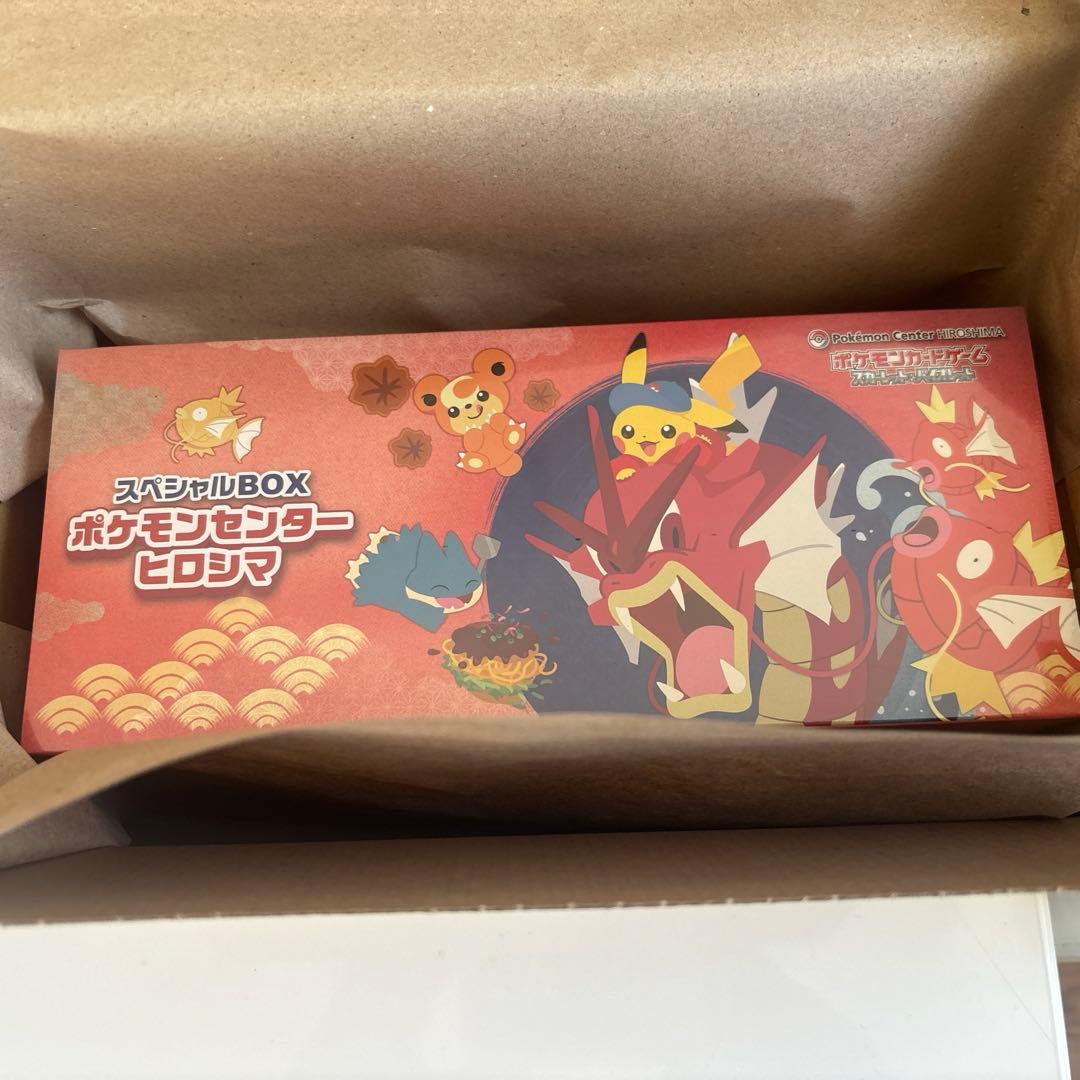 スペシャルBOX
ポケモンセンター
ヒロシマ
Pokémon Center HIROSHIMA
ポケモンカードゲーム
スカーレット・バイオレット